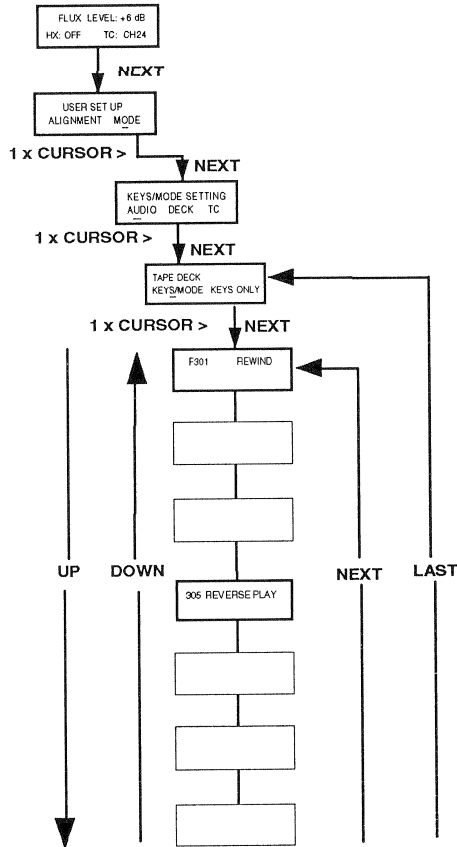 FLUX LEVEL: +6 dB
HX: OFF TC: CH24
NEXT
USER SET UP
ALIGNMENT MODE
1 x CURSOR >
NEXT
KEYS/MODE SETTING
AUDIO DECK TC
1 x CURSOR >
NEXT
TAPE DECK
KEYS/MODE KEYS ONLY
1 x CURSOR >
NEXT
F301 REWIND
UP
DOWN
NEXT
LAST
305 REVERSE PLAY